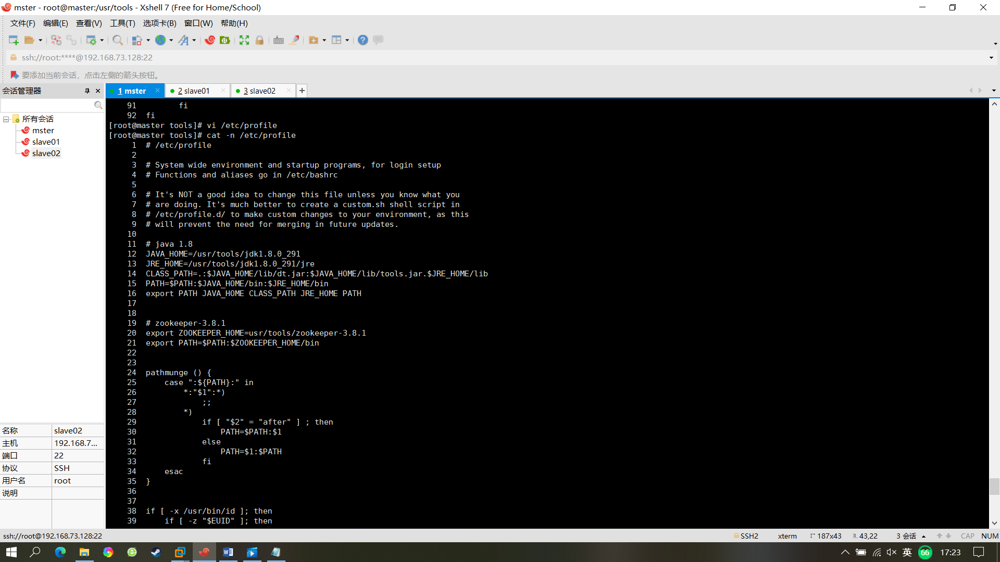 mster - root@master:/usr/tools - Xshell 7 (Free for Home/School)
文件(F) 编辑(E) 查看(V) 工具(T) 选项卡(B) 窗口(W) 帮助(H)
ssh://root:****@192.168.73.128:22
要添加当前会话，点击左侧的箭头按钮。
会话管理器
1 mster
2 slave01
3 slave02
所有会话
mster
slave01
slave02
名称 slave02
主机 192.168.7...
端口 22
协议 SSH
用户名 root
说明
91         fi
92  fi
[root@master tools]# vi /etc/profile
[root@master tools]# cat -n /etc/profile
1  # /etc/profile
2
3  # System wide environment and startup programs, for login setup
4  # Functions and aliases go in /etc/bashrc
5
6  # It's NOT a good idea to change this file unless you know what you
7  # are doing. It's much better to create a custom.sh shell script in
8  # /etc/profile.d/ to make custom changes to your environment, as this
9  # will prevent the need for merging in future updates.
10
11  # java 1.8
12  JAVA_HOME=/usr/tools/jdk1.8.0_291
13  JRE_HOME=/usr/tools/jdk1.8.0_291/jre
14  CLASS_PATH=.:$JAVA_HOME/lib/dt.jar:$JAVA_HOME/lib/tools.jar.$JRE_HOME/lib
15  PATH=$PATH:$JAVA_HOME/bin:$JRE_HOME/bin
16  export PATH JAVA_HOME CLASS_PATH JRE_HOME PATH
17
18
19  # zookeeper-3.8.1
20  export ZOOKEEPER_HOME=usr/tools/zookeeper-3.8.1
21  export PATH=$PATH:$ZOOKEEPER_HOME/bin
22
23
24  pathmunge () {
25      case ":${PATH}:" in
26          *:"$1":*)
27              ;;
28          *)
29              if [ "$2" = "after" ] ; then
30                  PATH=$PATH:$1
31              else
32                  PATH=$1:$PATH
33              fi
34      esac
35  }
36
37
38  if [ -x /usr/bin/id ]; then
39      if [ -z "$EUID" ]; then
ssh://root@192.168.73.128:22
SSH2 xterm 187x43 43,22 3 会话 CAP NUM
英 66 17:23